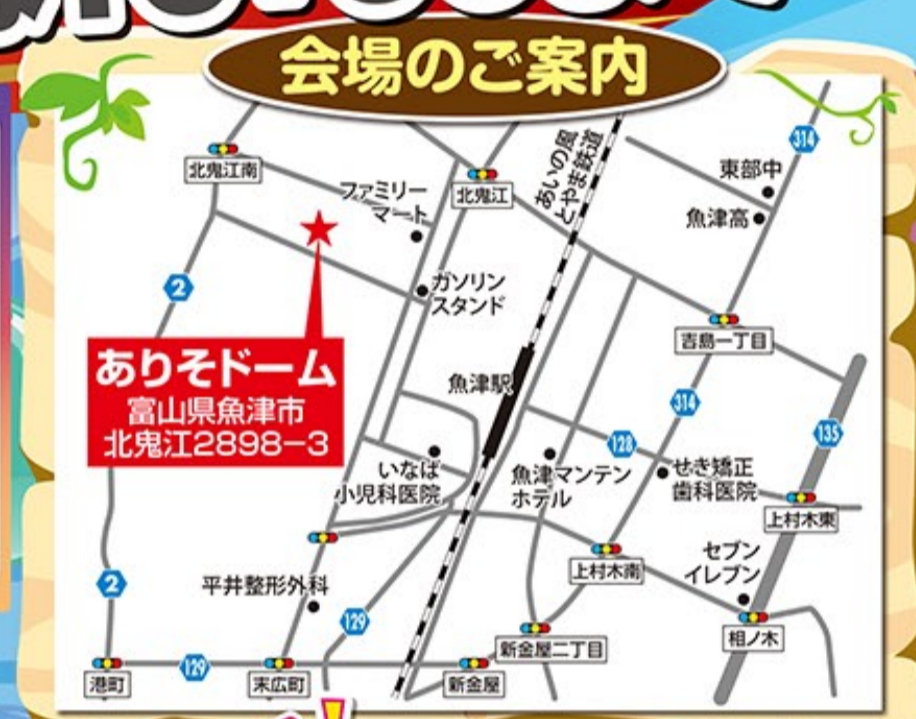 会場のご案内
314
北鬼江南
ファミリー
マート
北鬼江
あいの風
とやま鉄道
東部中
魚津高
2
ガソリン
スタンド
吉島一丁目
ありそドーム
富山県魚津市
北鬼江2898-3
魚津駅
314
128
135
いなば
小児科医院
魚津マンテン
ホテル
せき矯正
歯科医院
上村木東
2
平井整形外科
上村木南
セブン
イレブン
129
新金屋二丁目
相ノ木
港町
129
末広町
新金屋
!